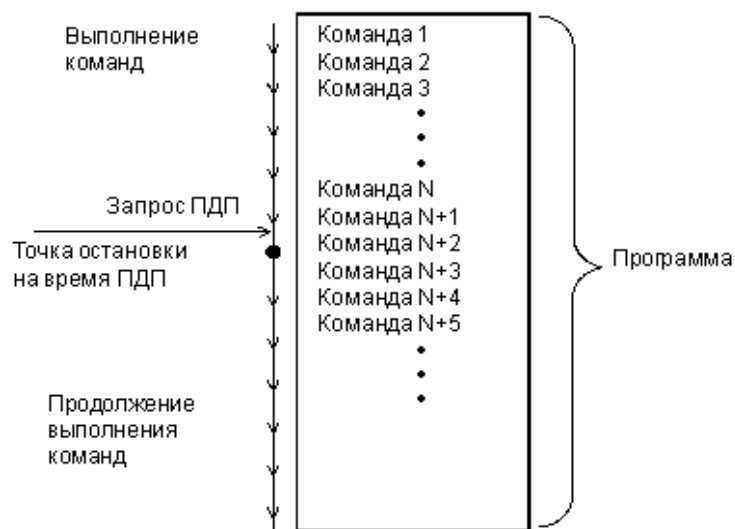 Выполнение
команд
Команда 1
Команда 2
Команда 3
Запрос ПДП
Точка остановки
на время ПДП
Команда N
Команда N+1
Команда N+2
Команда N+3
Команда N+4
Команда N+5
Программа
Продолжение
выполнения
команд